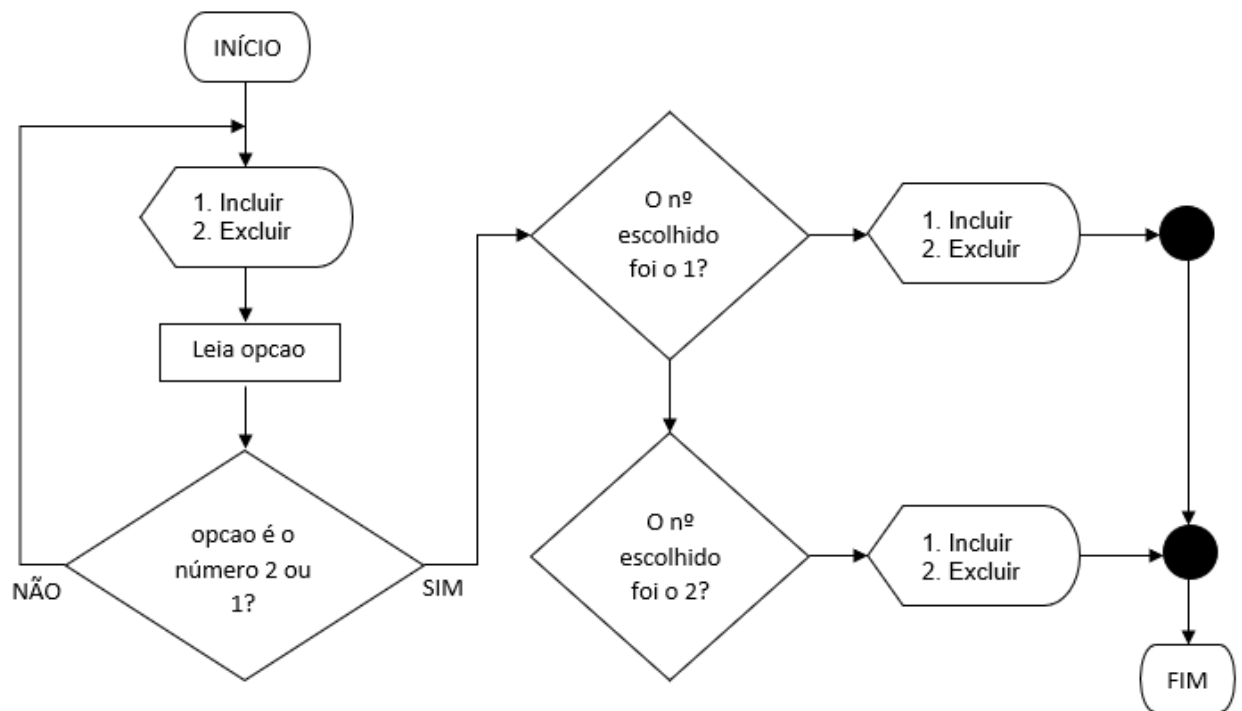 INÍCIO
1. Incluir
2. Excluir
Leia opcao
opcao é o
número 2 ou
1?
NÃO
SIM
O nº
escolhido
foi o 1?
1. Incluir
2. Excluir
O nº
escolhido
foi o 2?
1. Incluir
2. Excluir
FIM